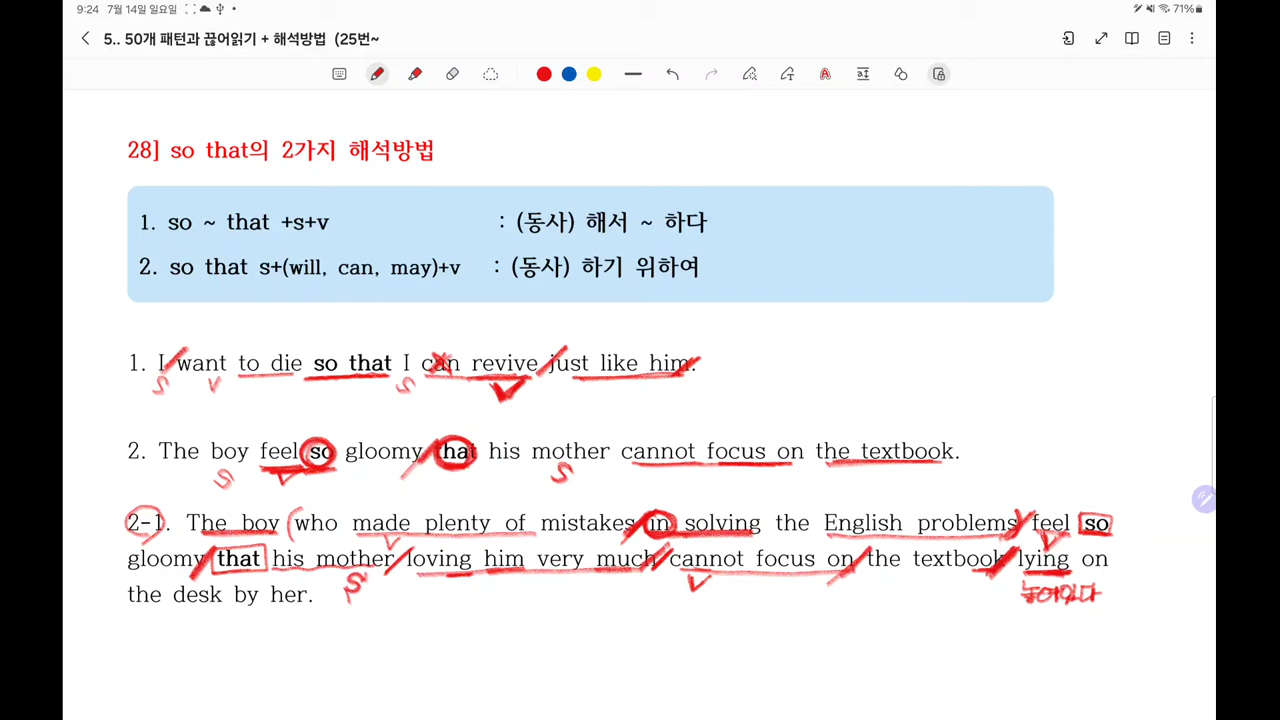 9:24 7월 14일 일요일
71%
5.. 50개 패턴과 끊어읽기 + 해석방법 (25번~
28] so that의 2가지 해석방법
1. so ~ that +s+v : (동사) 해서 ~ 하다
2. so that s+(will, can, may)+v : (동사) 하기 위하여
1. I want to die so that I can revive just like him.
S V S V
2. The boy feel so gloomy that his mother cannot focus on the textbook.
S V S
2-1. The boy (who made plenty of mistakes in solving the English problems) feel so
V V
gloomy that his mother loving him very much cannot focus on the textbook lying on
S V 놓여있다
the desk by her.